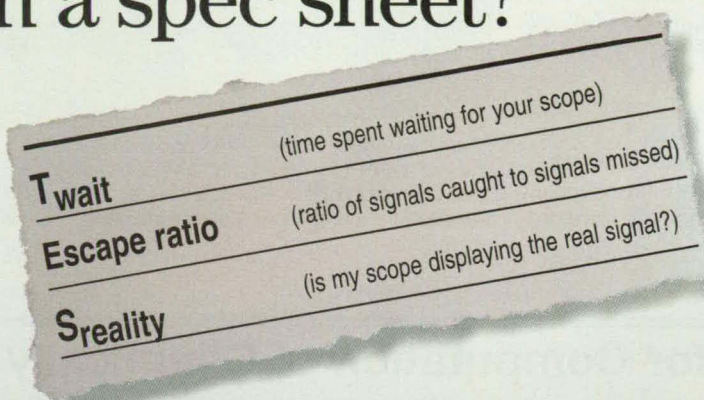 a spec sheet?
Twait (time spent waiting for your scope)
Escape ratio (ratio of signals caught to signals missed)
Sreality (is my scope displaying the real signal?)